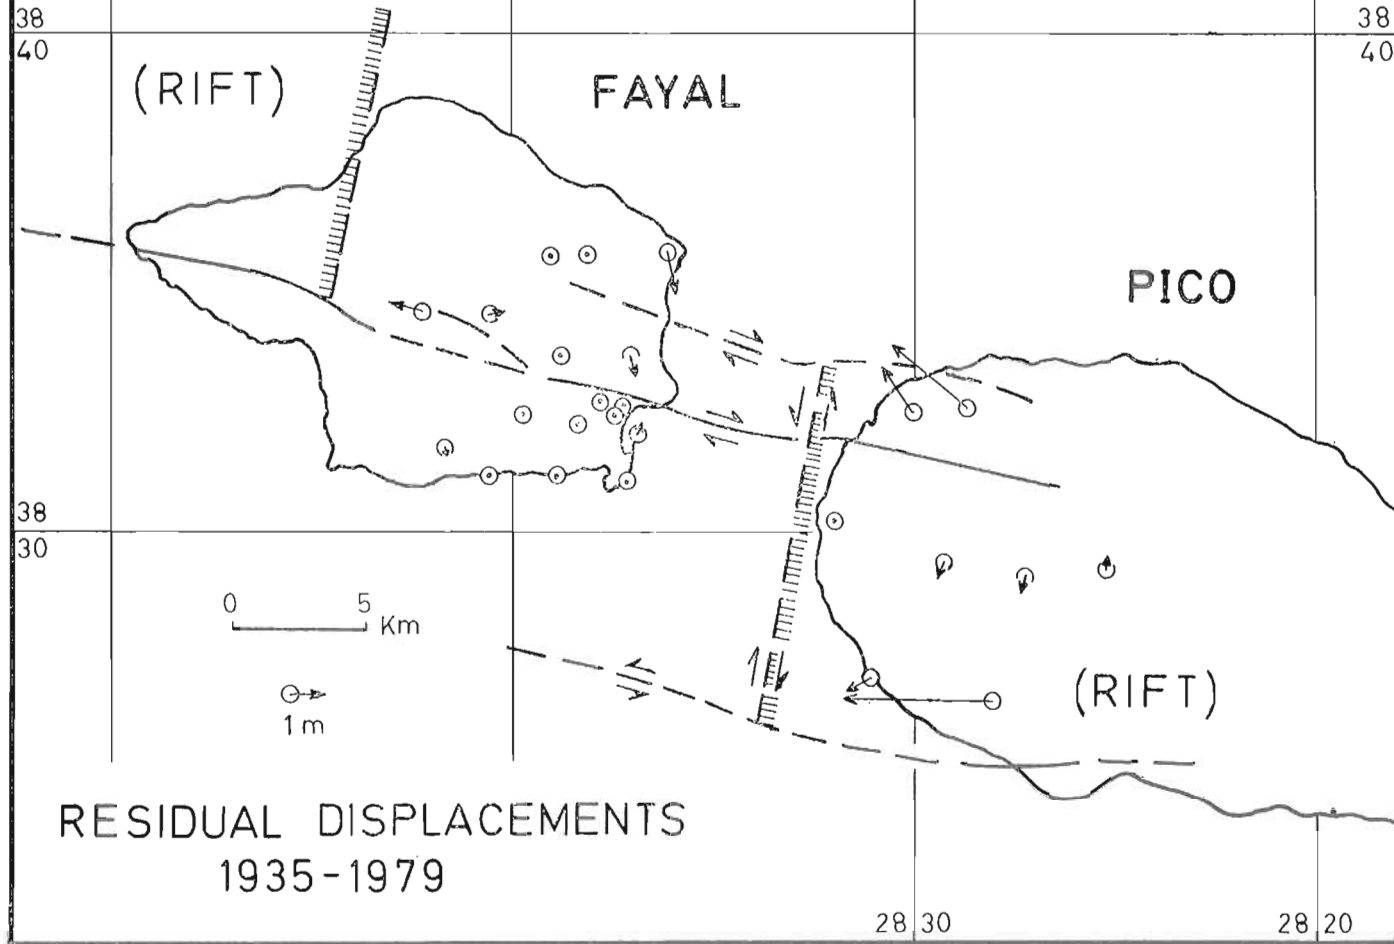 38
40
38
40
(RIFT)
FAYAL
PICO
38
30
0 5
Km
1 m
(RIFT)
RESIDUAL DISPLACEMENTS
1935-1979
28 30
28 20